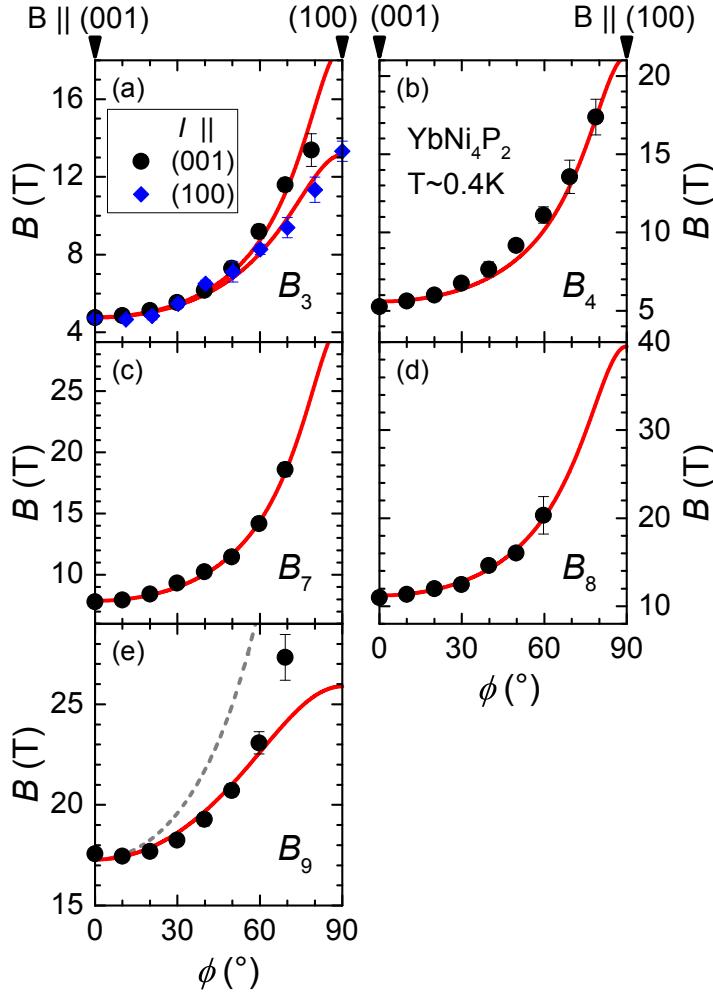 B || (001)
(100)
(001)
B || (100)
(a)
I ||
(001)
(100)
B3
B (T)
16
12
8
4
(b)
YbNi4P2
T~0.4K
B4
B (T)
20
15
10
5
(c)
B7
B (T)
25
20
15
10
(d)
B8
B (T)
40
30
20
10
0 30 60 90
ϕ (°)
(e)
B9
B (T)
25
20
15
0 30 60 90
ϕ (°)